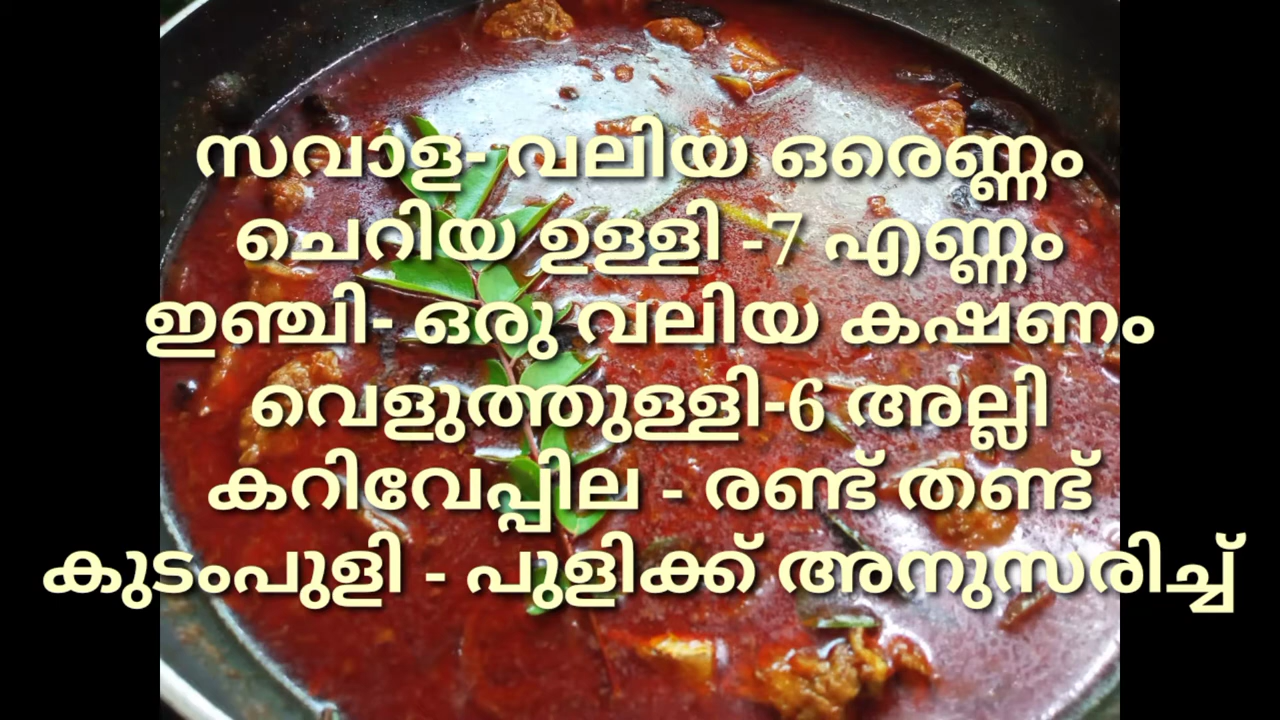 സവാള- വലിയ ഒരെണ്ണം
ചെറിയ ഉള്ളി -7 എണ്ണം
ഇഞ്ചി- ഒരു വലിയ കഷണം
വെളുത്തുള്ളി-6 അല്ലി
കറിവേപ്പില - രണ്ട് തണ്ട്
കുടംപുളി - പുളിക്ക് അനുസരിച്ച്